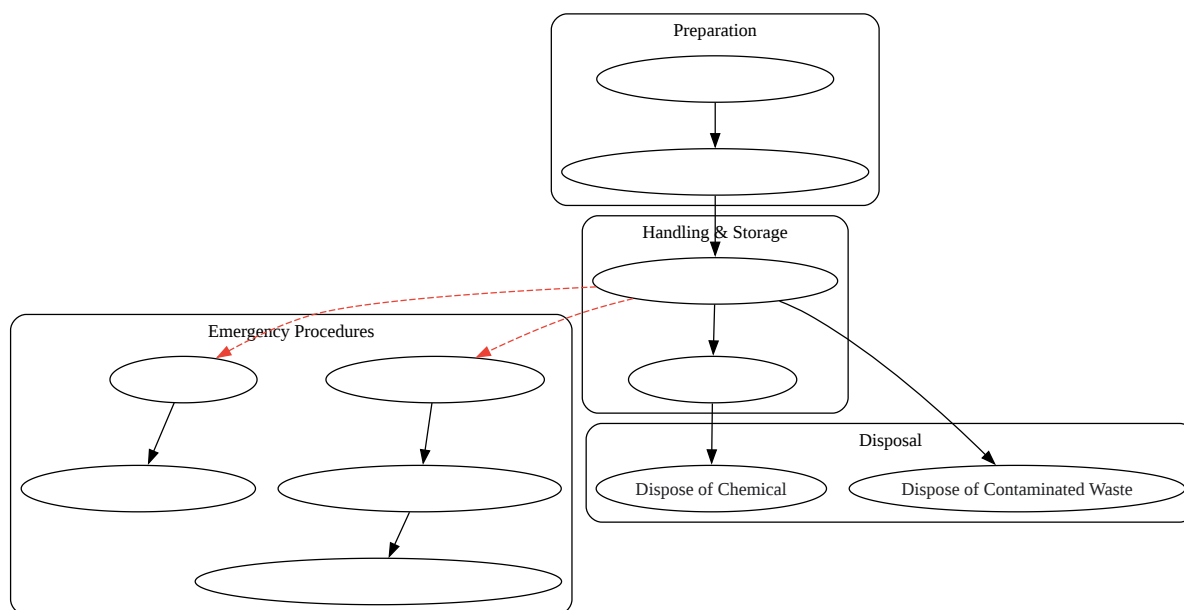 Preparation
Handling & Storage
Emergency Procedures
Disposal
Dispose of Chemical
Dispose of Contaminated Waste